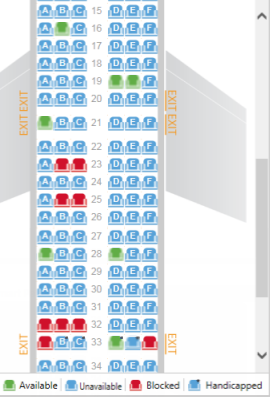 A B C 15 D E F
A C 16 D E F
A B C 17 D E F
A B C 18 D E F
A B C 19 F
EXIT EXIT
A B C 20 D E F
EXIT EXIT
B C 21 D E F
A B C 22 D E F
A 23 D E F
A B C 24 D E F
A 25 D E F
A B C 26 D E F
A B C 27 D E F
B C 28 E F
A B C 29 D E F
A B C 30 D E F
A B C 31 D E F
32 D E F
EXIT
B C 33 E
EXIT
A B C 34 D E F
Available Unavailable Blocked Handicapped